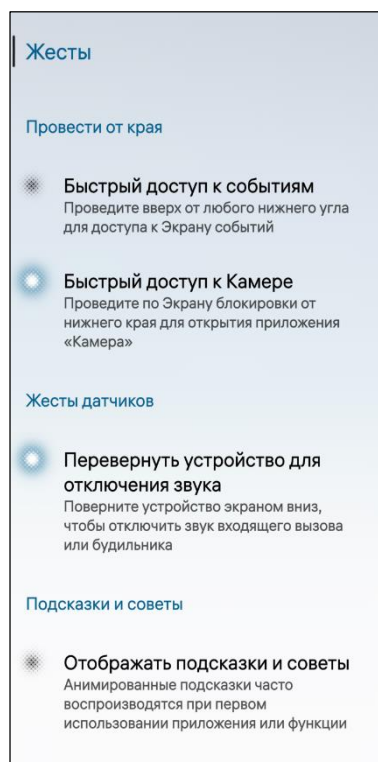 Жесты
Провести от края
Быстрый доступ к событиям
Проведите вверх от любого нижнего угла
для доступа к Экрану событий
Быстрый доступ к Камере
Проведите по Экрану блокировки от
нижнего края для открытия приложения
«Камера»
Жесты датчиков
Перевернуть устройство для
отключения звука
Поверните устройство экраном вниз,
чтобы отключить звук входящего вызова
или будильника
Подсказки и советы
Отображать подсказки и советы
Анимированные подсказки часто
воспроизводятся при первом
использовании приложения или функции